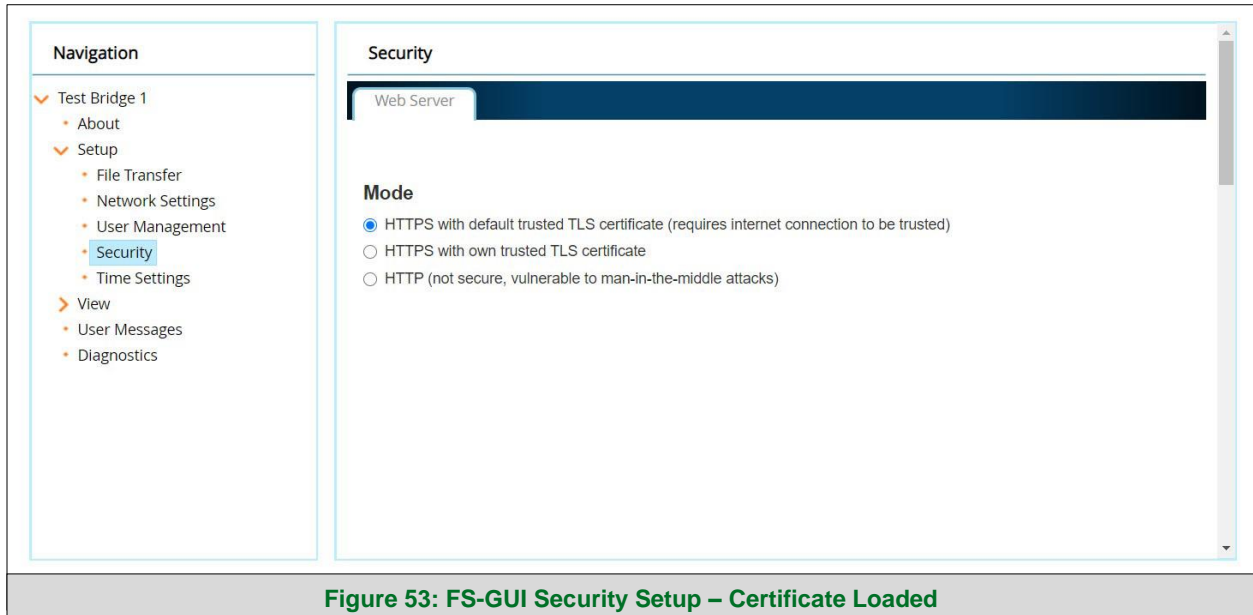 Navigation
Test Bridge 1
About
Setup
File Transfer
Network Settings
User Management
Security
Time Settings
View
User Messages
Diagnostics
Security
Web Server
Mode
HTTPS with default trusted TLS certificate (requires internet connection to be trusted)
HTTPS with own trusted TLS certificate
HTTP (not secure, vulnerable to man-in-the-middle attacks)
Figure 53: FS-GUI Security Setup – Certificate Loaded